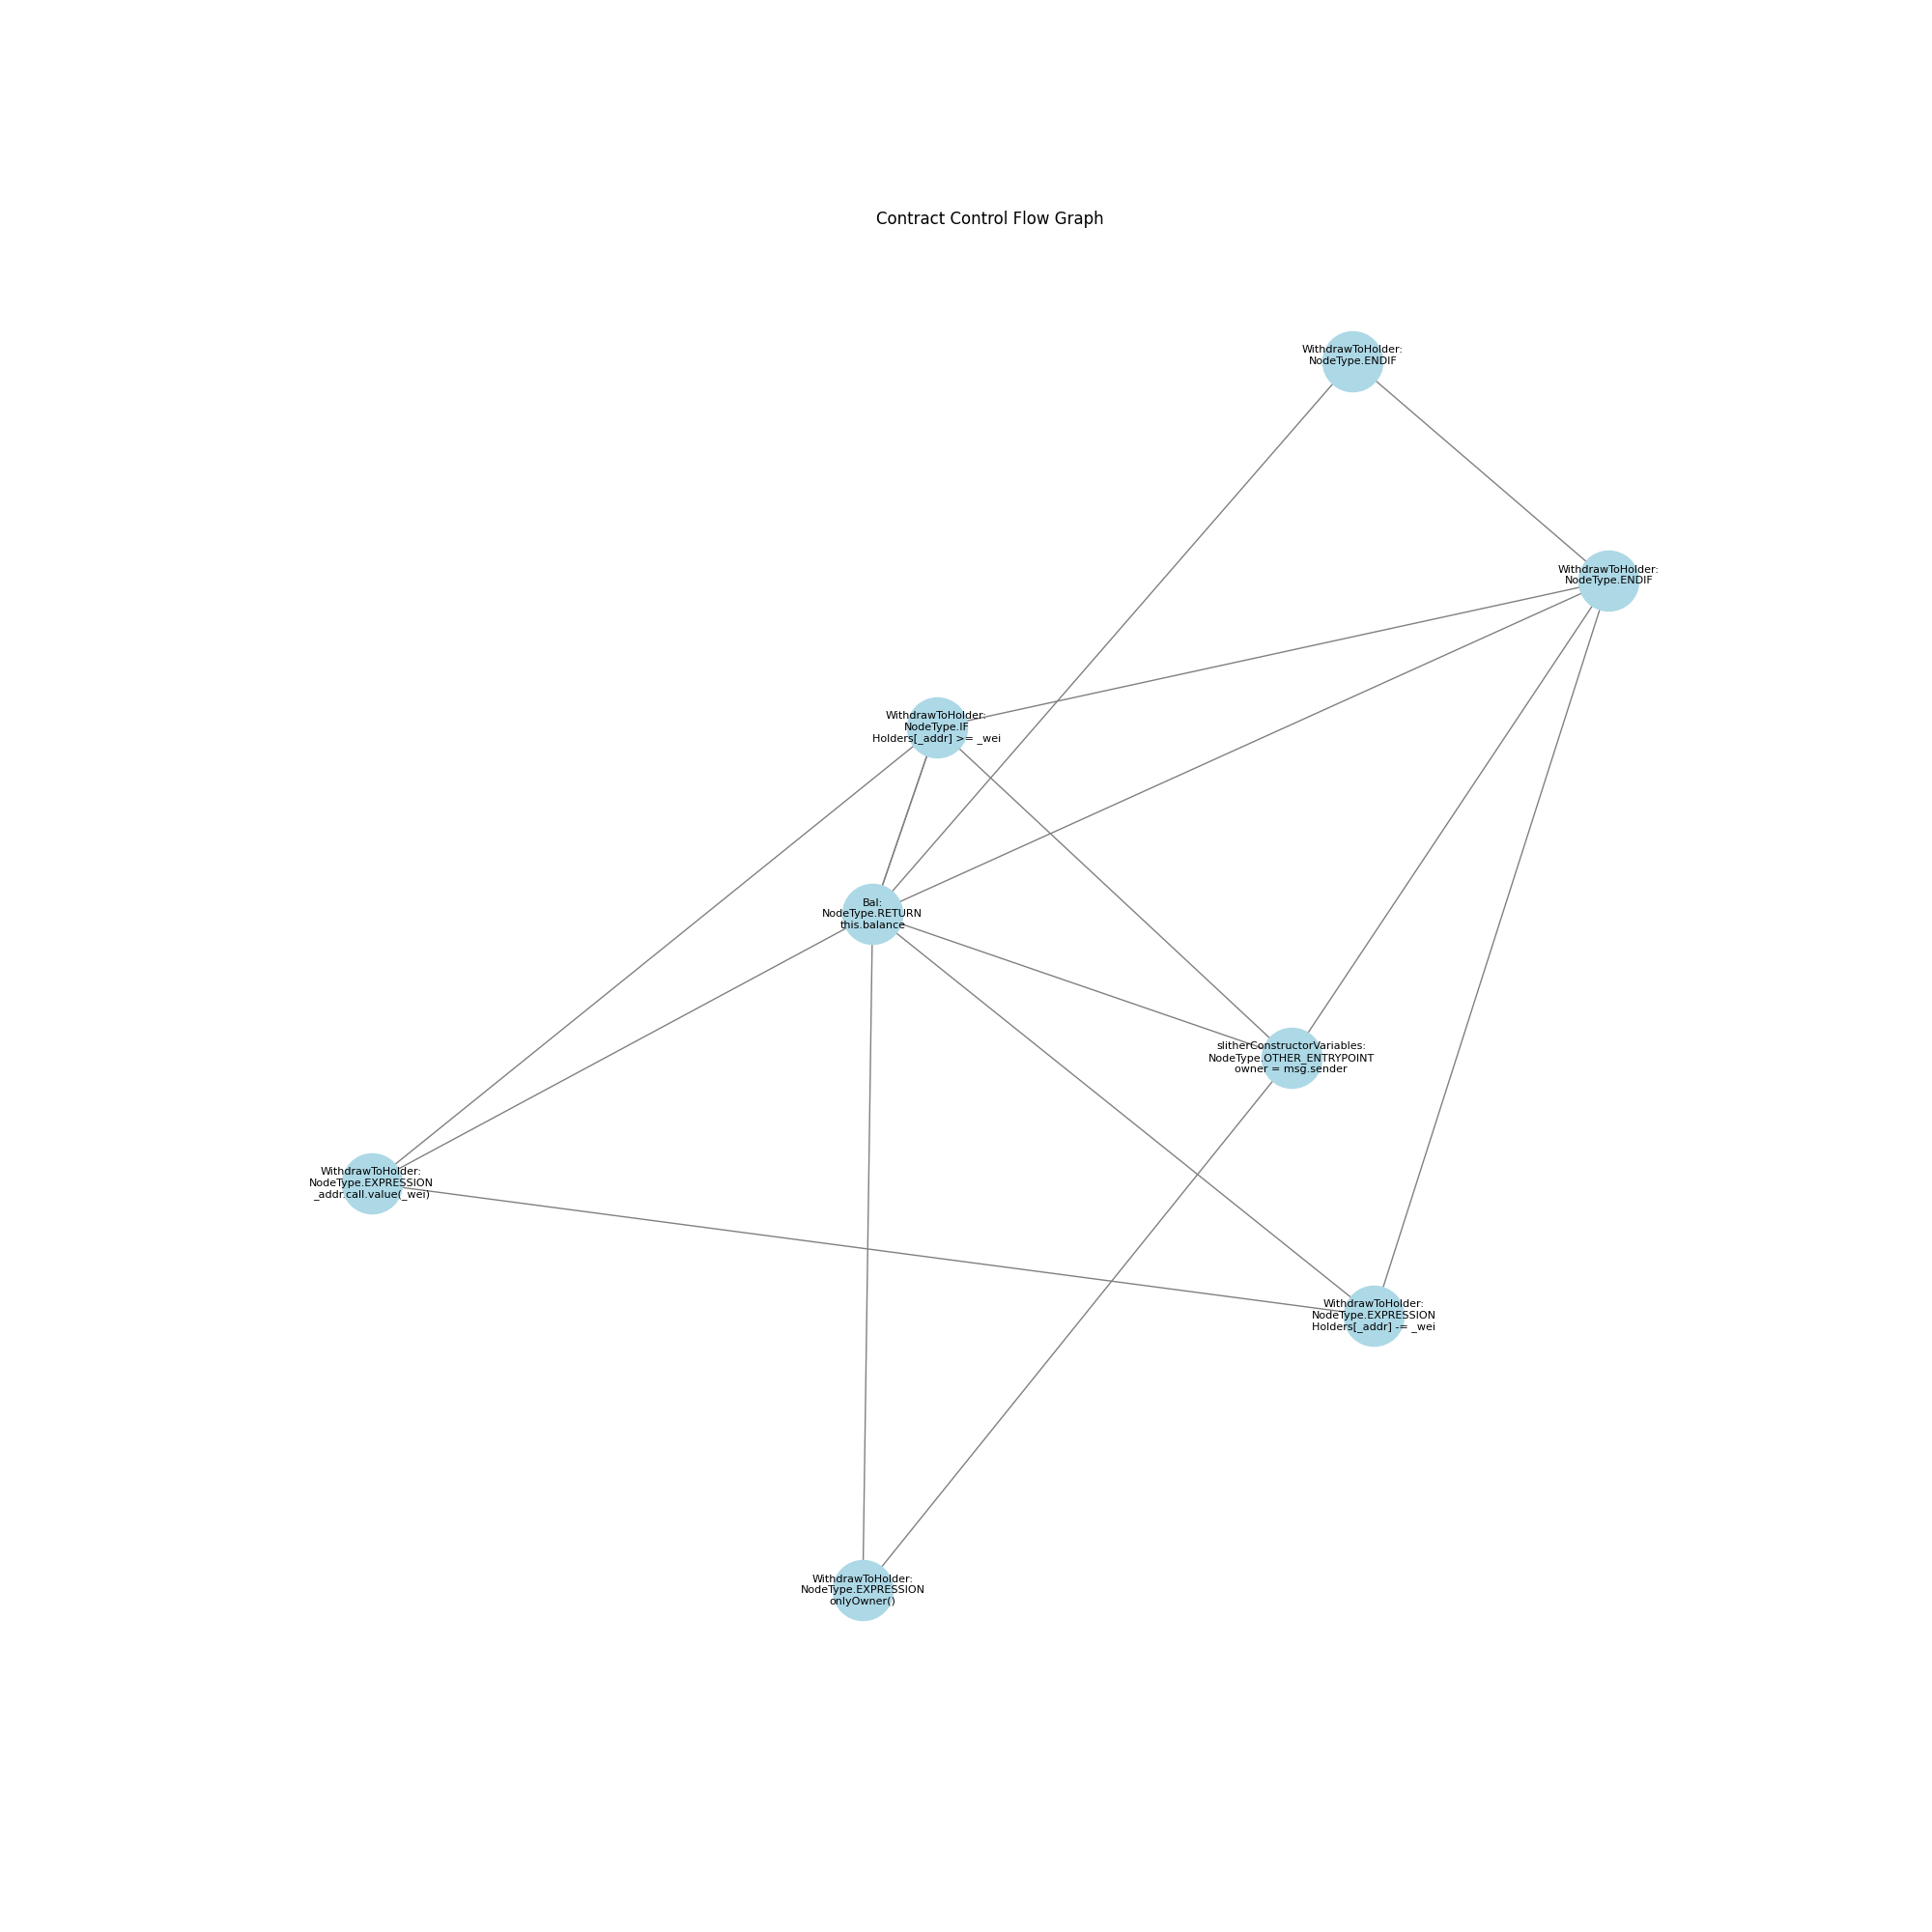 Contract Control Flow Graph
WithdrawToHolder:
NodeType.ENDIF
WithdrawToHolder:
NodeType.ENDIF
WithdrawToHolder:
NodeType.IF
Holders[_addr] >= _wei
Bal:
NodeType.RETURN
this.balance
slitherConstructorVariables:
NodeType.OTHER_ENTRYPOINT
owner = msg.sender
WithdrawToHolder:
NodeType.EXPRESSION
_addr.call.value(_wei)
WithdrawToHolder:
NodeType.EXPRESSION
Holders[_addr] -= _wei
WithdrawToHolder:
NodeType.EXPRESSION
onlyOwner()